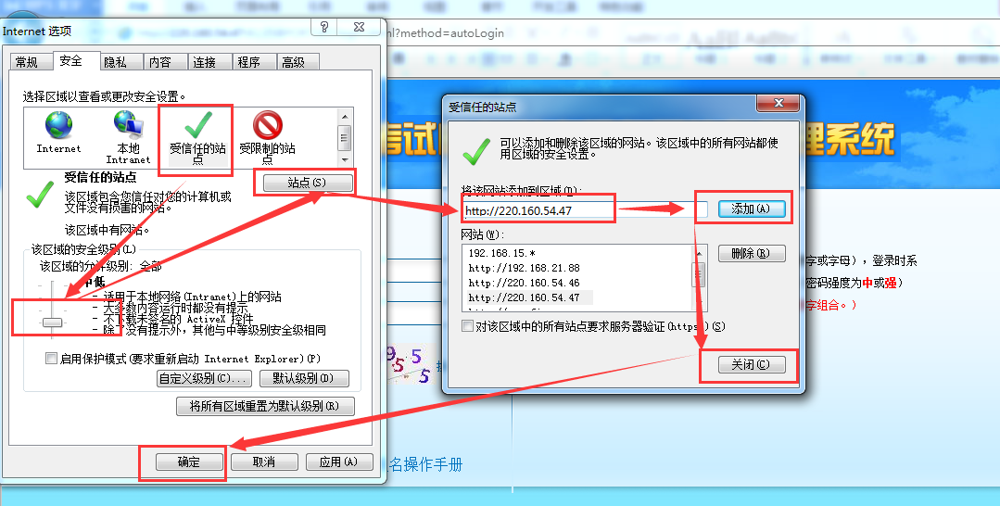 Internet 选项
ml?method=autoLogin
常规
安全
隐私
内容
连接
程序
高级
选择区域以查看或更改安全设置。
Internet
本地
Intranet
受信任的站
点
受限制的站
点
受信任的站点
站点(S)
该区域包含您信任对您的计算机或
文件没有损害的网站。
该区域中有网站。
该区域的安全级别(L)
该区域的允许级别: 全部
中低
- 适用于本地网络(Intranet)上的网站
- 大多数内容运行时都没有提示
- 不下载未签名的 ActiveX 控件
- 除了没有提示外，其他与中等级别安全级相同
启用保护模式(要求重新启动 Internet Explorer)(P)
自定义级别(C)...
默认级别(D)
将所有区域重置为默认级别(R)
确定
取消
应用(A)
考试
理系统
受信任的站点
可以添加和删除该区域的网站。该区域中的所有网站都使
用区域的安全设置。
将该网站添加到区域(D):
http://220.160.54.47
添加(A)
网站(W):
192.168.15.*
http://192.168.21.88
http://220.160.54.46
http://220.160.54.47
删除(R)
对该区域中的所有站点要求服务器验证(https:)(S)
关闭(C)
字或字母)，登录时系
密码强度为中或强)
字组合。)
9 5 5 5
名操作手册